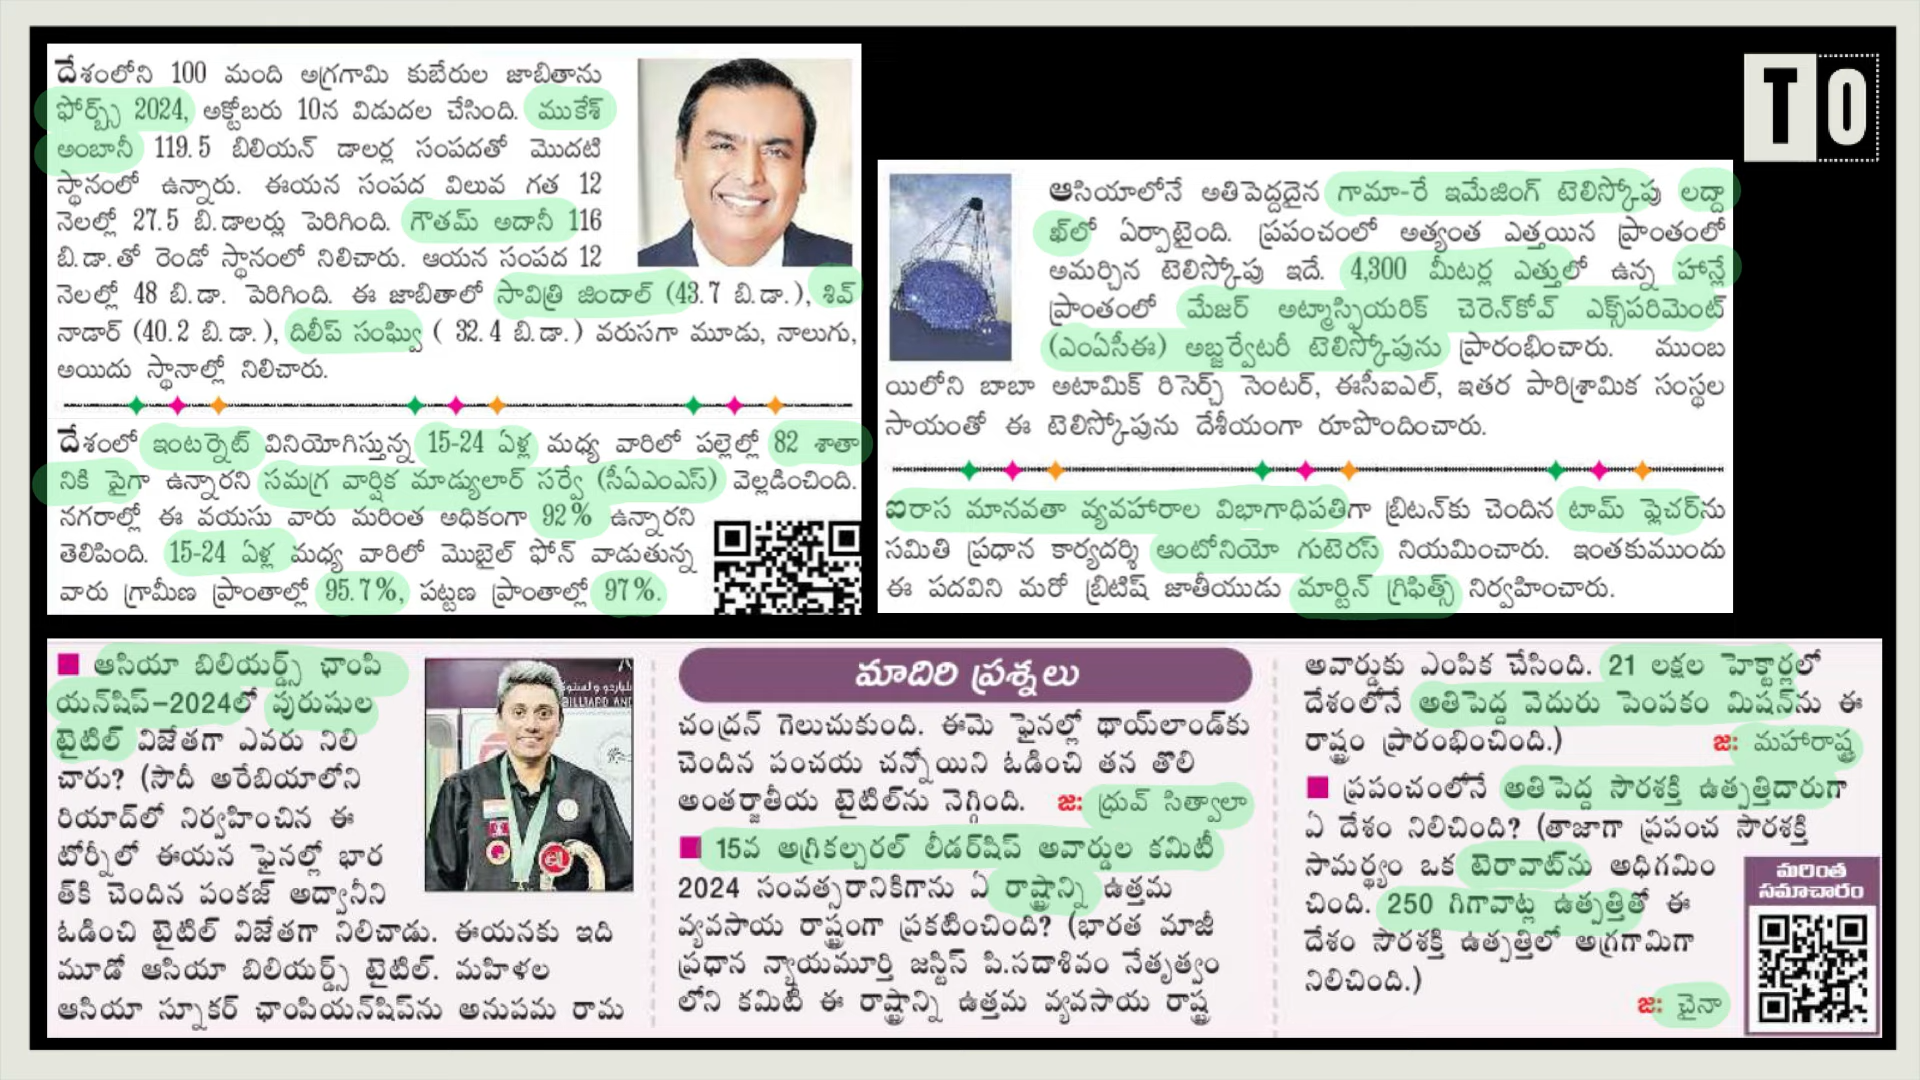 దేశంలోని 100 మంది అగ్రగామి కుబేరుల జాబితాను
ఫోర్బ్స్ 2024, అక్టోబరు 10న విడుదల చేసింది. ముకేశ్
అంబానీ 119.5 బిలియన్ డాలర్ల సంపదతో మొదటి
స్థానంలో ఉన్నారు. ఈయన సంపద విలువ గత 12
నెలల్లో 27.5 బి.డాలర్లు పెరిగింది. గౌతమ్ అదానీ 116
బి.డా.తో రెండో స్థానంలో నిలిచారు. ఆయన సంపద 12
నెలల్లో 48 బి.డా. పెరిగింది. ఈ జాబితాలో సావిత్రి జిందాల్ (43.7 బి.డా.), శివ్
నాడార్ (40.2 బి.డా.), దిలీప్ సంఘ్వి ( 32.4 బి.డా.) వరుసగా మూడు, నాలుగు,
అయిదు స్థానాల్లో నిలిచారు.
దేశంలో ఇంటర్నెట్ వినియోగిస్తున్న 15-24 ఏళ్ల మధ్య వారిలో పల్లెల్లో 82 శాతా
నికి పైగా ఉన్నారని సమగ్ర వార్షిక మాడ్యులార్ సర్వే (సీఏఎంఎస్) వెల్లడించింది.
నగరాల్లో ఈ వయసు వారు మరింత అధికంగా 92% ఉన్నారని
తెలిపింది. 15-24 ఏళ్ల మధ్య వారిలో మొబైల్ ఫోన్ వాడుతున్న
వారు గ్రామీణ ప్రాంతాల్లో 95.7%, పట్టణ ప్రాంతాల్లో 97%.
TO
ఆసియాలోనే అతిపెద్దదైన గామా-రే ఇమేజింగ్ టెలిస్కోపు లద్దా
ఖ్‌లో ఏర్పాటైంది. ప్రపంచంలో అత్యంత ఎత్తయిన ప్రాంతంలో
అమర్చిన టెలిస్కోపు ఇదే. 4,300 మీటర్ల ఎత్తులో ఉన్న హాన్లే
ప్రాంతంలో మేజర్ అట్మాస్ఫియరిక్ చెరెన్‌కోవ్ ఎక్స్‌పరిమెంట్
(ఎంఏసీఈ) అబ్జర్వేటరీ టెలిస్కోపును ప్రారంభించారు. ముంబ
యిలోని బాబా అటామిక్ రిసెర్చ్ సెంటర్, ఈసీఐఎల్, ఇతర పారిశ్రామిక సంస్థల
సాయంతో ఈ టెలిస్కోపును దేశీయంగా రూపొందించారు.
ఐరాస మానవతా వ్యవహారాల విభాగాధిపతిగా బ్రిటన్‌కు చెందిన టామ్ ఫ్లెచర్‌ను
సమితి ప్రధాన కార్యదర్శి ఆంటోనియో గుటెరస్ నియమించారు. ఇంతకుముందు
ఈ పదవిని మరో బ్రిటిష్ జాతీయుడు మార్టిన్ గ్రిఫిత్స్ నిర్వహించారు.
ఆసియా బిలియర్డ్స్ ఛాంపి
యన్‌షిప్-2024లో పురుషుల
టైటిల్ విజేతగా ఎవరు నిలి
చారు? (సౌదీ అరేబియాలోని
రియాద్‌లో నిర్వహించిన ఈ
టోర్నీలో ఈయన ఫైనల్లో భార
త్‌కి చెందిన పంకజ్ అద్వానీని
ఓడించి టైటిల్ విజేతగా నిలిచాడు. ఈయనకు ఇది
మూడో ఆసియా బిలియర్డ్స్ టైటిల్. మహిళల
ఆసియా స్నూకర్ ఛాంపియన్‌షిప్‌ను అనుపమ రామ
BILLIARD AND
మాదిరి ప్రశ్నలు
చంద్రన్ గెలుచుకుంది. ఈమె ఫైనల్లో థాయ్‌లాండ్‌కు
చెందిన పంచయ చన్నోయిని ఓడించి తన తొలి
అంతర్జాతీయ టైటిల్‌ను నెగ్గింది. జ: ధ్రువ్ సిత్వాలా
15వ అగ్రికల్చరల్ లీడర్‌షిప్ అవార్డుల కమిటీ
2024 సంవత్సరానికిగాను ఏ రాష్ట్రాన్ని ఉత్తమ
వ్యవసాయ రాష్ట్రంగా ప్రకటించింది? (భారత మాజీ
ప్రధాన న్యాయమూర్తి జస్టిస్ పి.సదాశివం నేతృత్వం
లోని కమిటీ ఈ రాష్ట్రాన్ని ఉత్తమ వ్యవసాయ రాష్ట్ర
అవార్డుకు ఎంపిక చేసింది. 21 లక్షల హెక్టార్లలో
దేశంలోనే అతిపెద్ద వెదురు పెంపకం మిషన్‌ను ఈ
రాష్ట్రం ప్రారంభించింది.) జ: మహారాష్ట్ర
ప్రపంచంలోనే అతిపెద్ద సౌరశక్తి ఉత్పత్తిదారుగా
ఏ దేశం నిలిచింది? (తాజాగా ప్రపంచ సౌరశక్తి
సామర్థ్యం ఒక టెరావాట్‌ను అధిగమిం
చింది. 250 గిగావాట్ల ఉత్పత్తితో ఈ
దేశం సౌరశక్తి ఉత్పత్తిలో అగ్రగామిగా
నిలిచింది.)
జ: చైనా
మరింత
సమాచారం